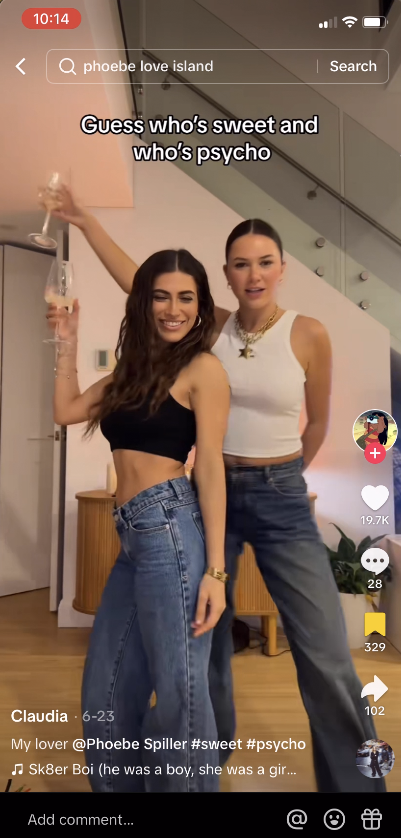 10:14
phoebe love island
Search
Guess who's sweet and
who's psycho
19.7K
28
329
102
Claudia · 6-23
My lover @Phoebe Spiller #sweet #psycho
♫ Sk8er Boi (he was a boy, she was a gir...
Add comment...